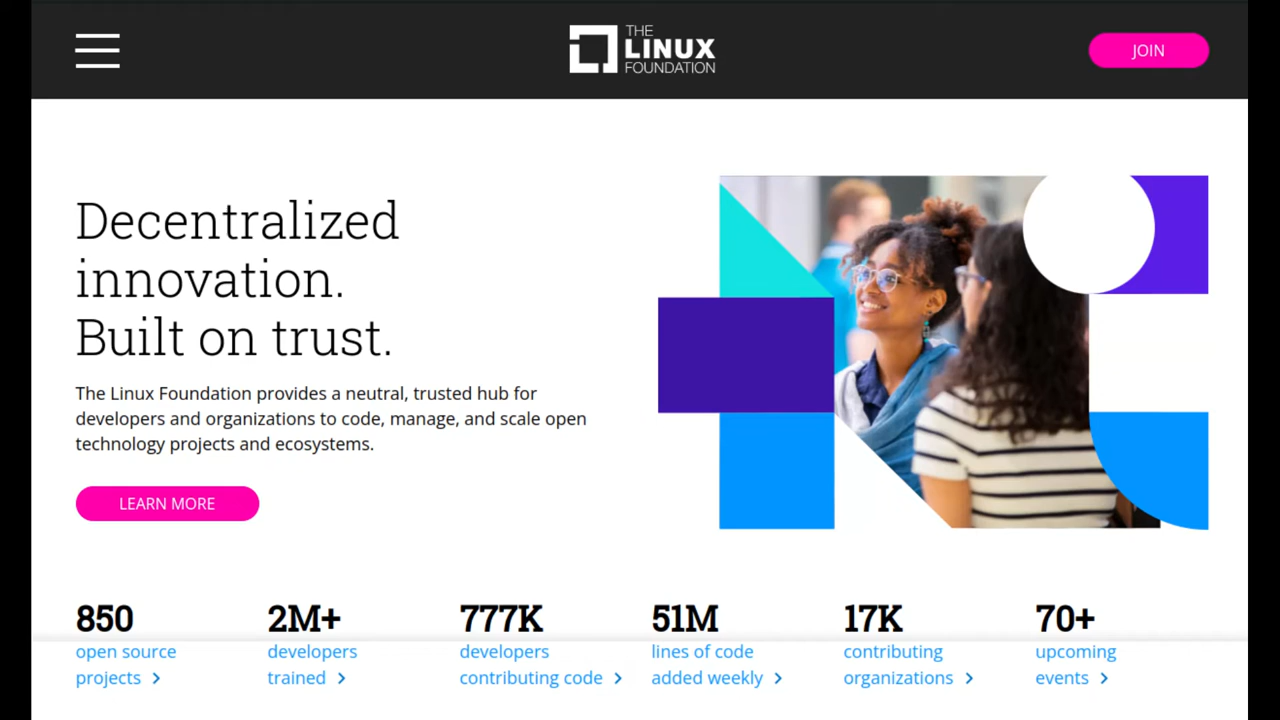 THE
LINUX
FOUNDATION
JOIN
Decentralized
innovation.
Built on trust.
The Linux Foundation provides a neutral, trusted hub for
developers and organizations to code, manage, and scale open
technology projects and ecosystems.
LEARN MORE
850
open source
projects
2M+
developers
trained
777K
developers
contributing code
51M
lines of code
added weekly
17K
contributing
organizations
70+
upcoming
events